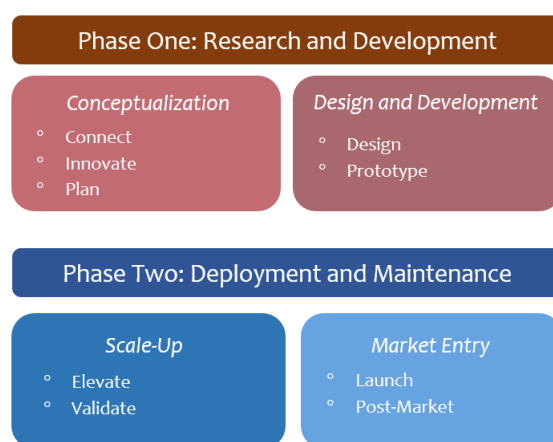 Phase One: Research and Development
Conceptualization
° Connect
° Innovate
° Plan
Design and Development
° Design
° Prototype
Phase Two: Deployment and Maintenance
Scale-Up
° Elevate
° Validate
Market Entry
° Launch
° Post-Market